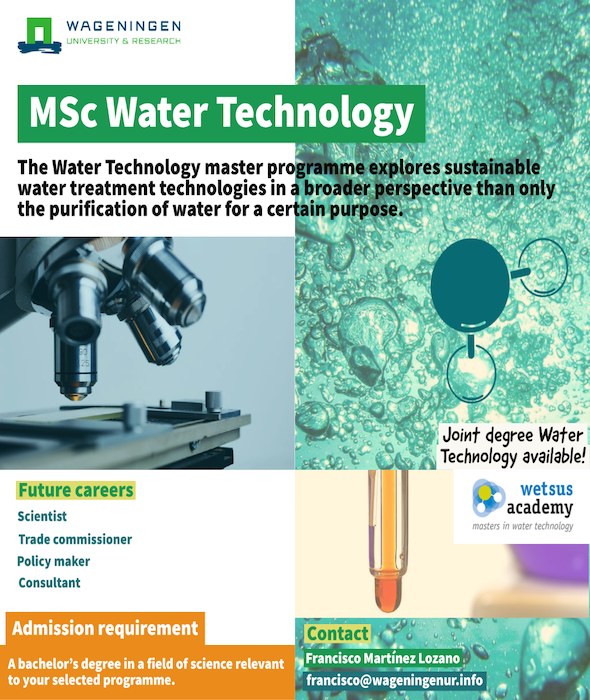 WAGENINGEN
UNIVERSITY & RESEARCH
MSc Water Technology
The Water Technology master programme explores sustainable
water treatment technologies in a broader perspective than only
the purification of water for a certain purpose.
Joint degree Water
Technology available!
Future careers
Scientist
Trade commissioner
Policy maker
Consultant
wetsus
academy
masters in water technology
Admission requirement
A bachelor's degree in a field of science relevant
to your selected programme.
Contact
Francisco Martínez Lozano
francisco@wageningenur.info